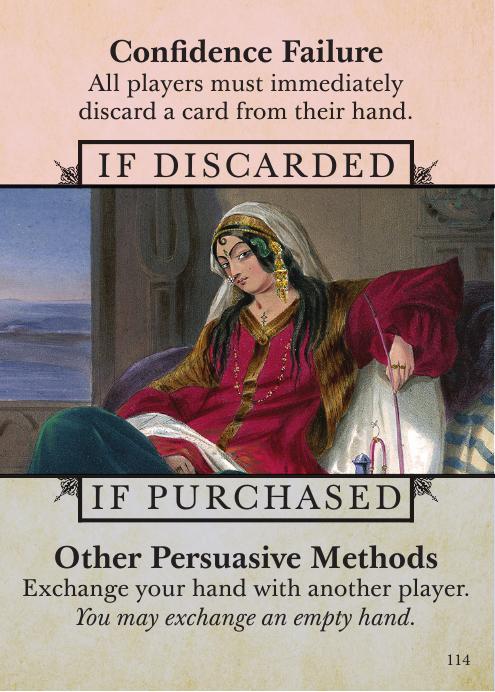 Confidence Failure
All players must immediately
discard a card from their hand.
IF DISCARDED
IF PURCHASED
Other Persuasive Methods
Exchange your hand with another player.
You may exchange an empty hand.
114